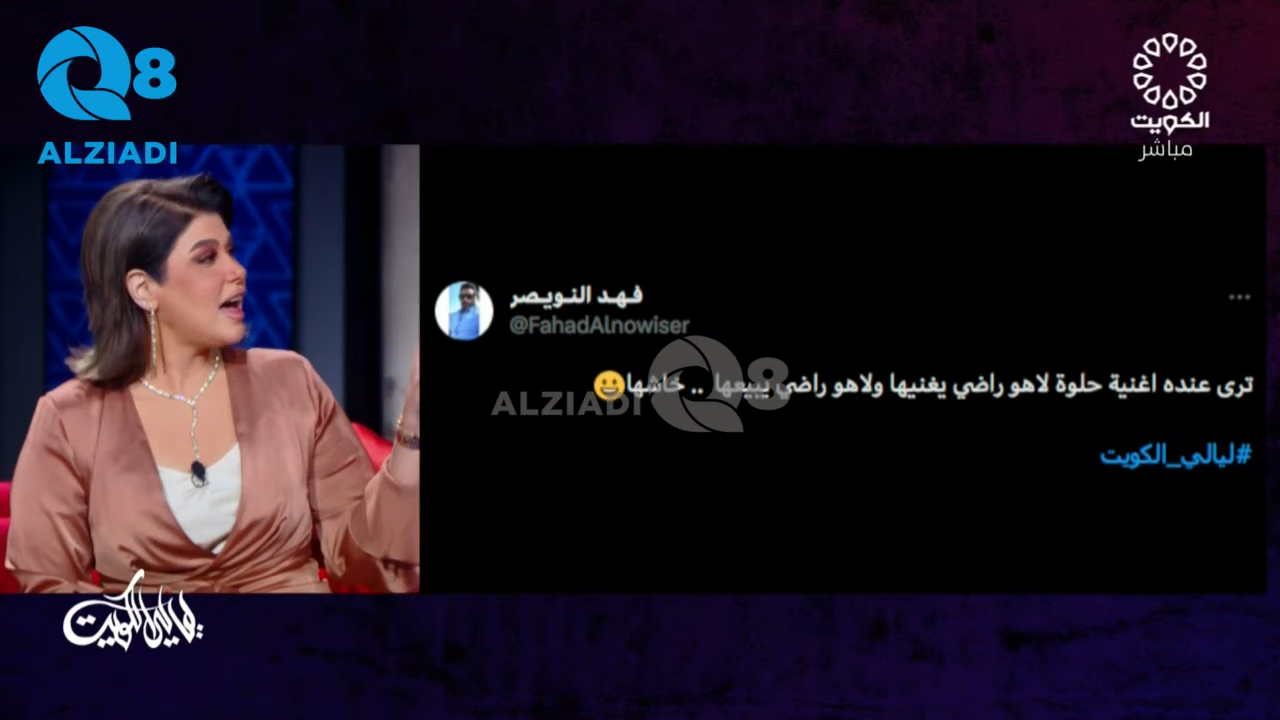 Q8
ALZIADI
الكويت
مباشر
فهد النويصر
@FahadAlnowiser
ترى عنده اغنية حلوة لاهو راضي يغنيها ولاهو راضي يبيعها .. خاشها😀
#ليالي_الكويت
ALZIADI Q8
ليالي الكويت